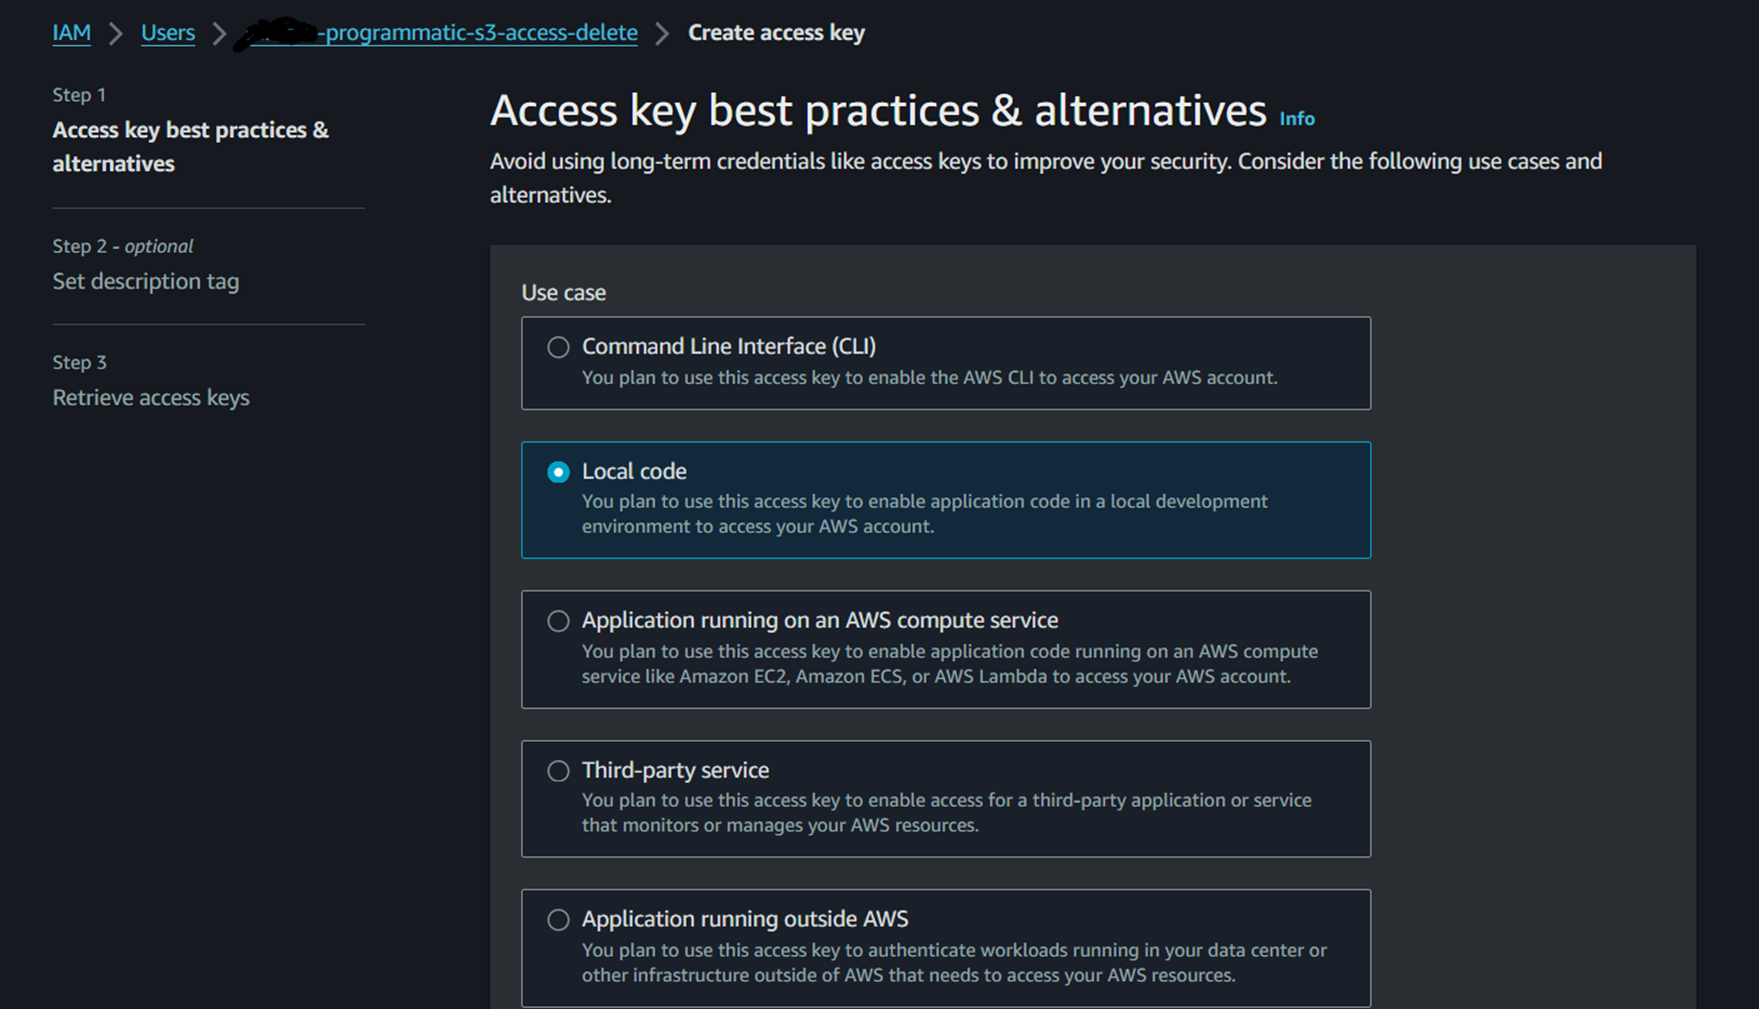 IAM > Users > -programmatic-s3-access-delete > Create access key
Step 1
Access key best practices &
alternatives
Step 2 - optional
Set description tag
Step 3
Retrieve access keys
Access key best practices & alternatives Info
Avoid using long-term credentials like access keys to improve your security. Consider the following use cases and
alternatives.
Use case
Command Line Interface (CLI)
You plan to use this access key to enable the AWS CLI to access your AWS account.
Local code
You plan to use this access key to enable application code in a local development
environment to access your AWS account.
Application running on an AWS compute service
You plan to use this access key to enable application code running on an AWS compute
service like Amazon EC2, Amazon ECS, or AWS Lambda to access your AWS account.
Third-party service
You plan to use this access key to enable access for a third-party application or service
that monitors or manages your AWS resources.
Application running outside AWS
You plan to use this access key to authenticate workloads running in your data center or
other infrastructure outside of AWS that needs to access your AWS resources.